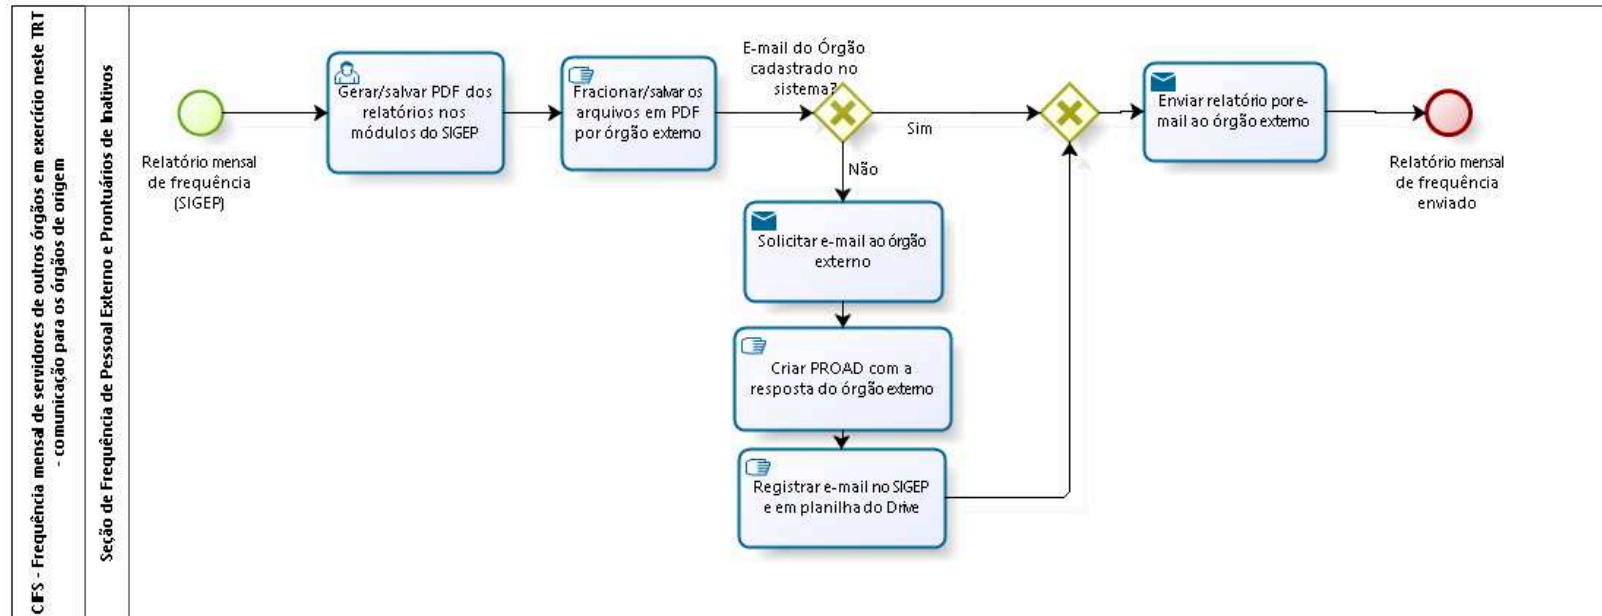 CIFS - Frequência mensal de servidores de outros órgãos em exercício neste TRT
- comunicação para os órgãos de origem
Seção de Frequência de Pessoal Externo e Prontuários de Inativos
Relatório mensal
de frequência
(SIGEP)
Gerar/salvar PDF dos
relatórios nos
módulos do SIGEP
Fracionar/salvar os
arquivos em PDF
por órgão externo
E-mail do Órgão
cadastrado no
sistema?
Sim
Não
Solicitar e-mail ao órgão
externo
Criar PROAD com a
resposta do órgão externo
Registrar e-mail no SIGEP
e em planilha do Drive
Enviar relatório por e-
mail ao órgão externo
Relatório mensal
de frequência
enviado